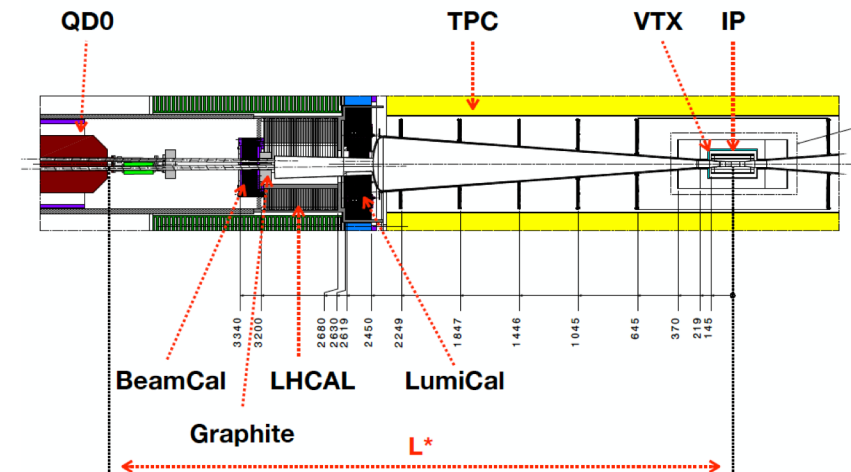 QD0 TPC VTX IP
3340 3200 2680 2630 2619 2450 2249 1847 1446 1045 645 370 219 145
BeamCal LHCAL LumiCal
Graphite
L*